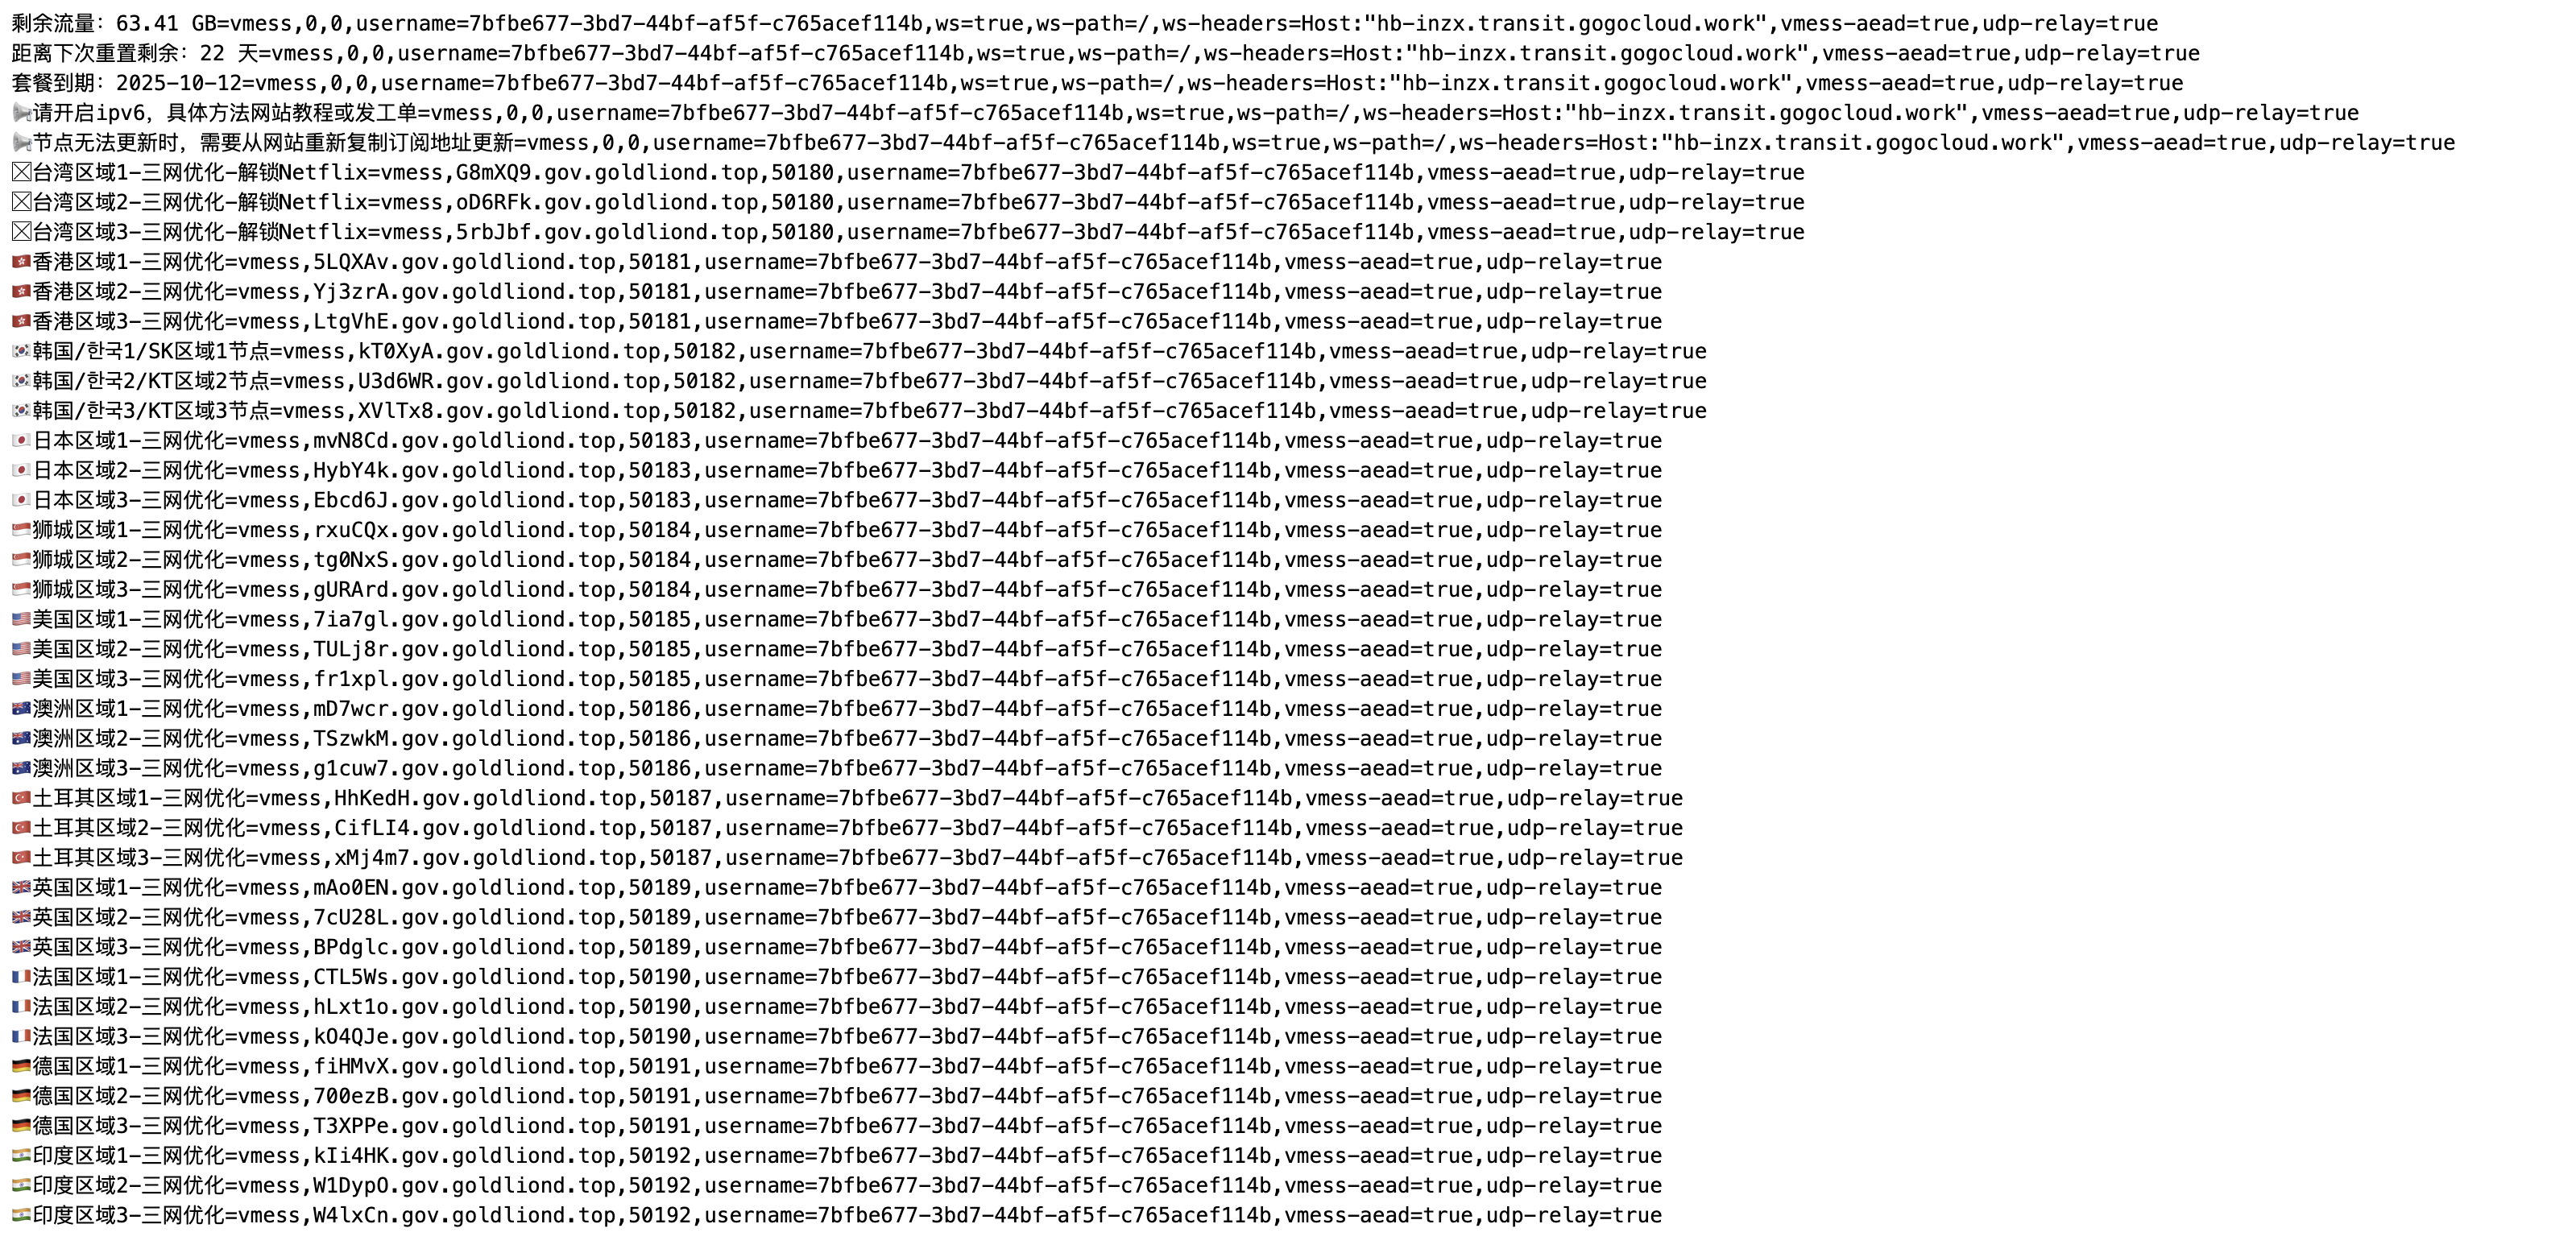 剩余流量：63.41 GB=vmess,0,0,username=7bfbe677-3bd7-44bf-af5f-c765acef114b,ws=true,ws-path=/,ws-headers=Host:"hb-inzx.transit.gogocloud.work",vmess-aead=true,udp-relay=true
距离下次重置剩余：22 天=vmess,0,0,username=7bfbe677-3bd7-44bf-af5f-c765acef114b,ws=true,ws-path=/,ws-headers=Host:"hb-inzx.transit.gogocloud.work",vmess-aead=true,udp-relay=true
套餐到期：2025-10-12=vmess,0,0,username=7bfbe677-3bd7-44bf-af5f-c765acef114b,ws=true,ws-path=/,ws-headers=Host:"hb-inzx.transit.gogocloud.work",vmess-aead=true,udp-relay=true
📢请开启ipv6，具体方法网站教程或发工单=vmess,0,0,username=7bfbe677-3bd7-44bf-af5f-c765acef114b,ws=true,ws-path=/,ws-headers=Host:"hb-inzx.transit.gogocloud.work",vmess-aead=true,udp-relay=true
📢节点无法更新时，需要从网站重新复制订阅地址更新=vmess,0,0,username=7bfbe677-3bd7-44bf-af5f-c765acef114b,ws=true,ws-path=/,ws-headers=Host:"hb-inzx.transit.gogocloud.work",vmess-aead=true,udp-relay=true
台湾区域1-三网优化-解锁Netflix=vmess,G8mXQ9.gov.goldliond.top,50180,username=7bfbe677-3bd7-44bf-af5f-c765acef114b,vmess-aead=true,udp-relay=true
台湾区域2-三网优化-解锁Netflix=vmess,oD6RFk.gov.goldliond.top,50180,username=7bfbe677-3bd7-44bf-af5f-c765acef114b,vmess-aead=true,udp-relay=true
台湾区域3-三网优化-解锁Netflix=vmess,5rbJbf.gov.goldliond.top,50180,username=7bfbe677-3bd7-44bf-af5f-c765acef114b,vmess-aead=true,udp-relay=true
🇭🇰香港区域1-三网优化=vmess,5LQXAv.gov.goldliond.top,50181,username=7bfbe677-3bd7-44bf-af5f-c765acef114b,vmess-aead=true,udp-relay=true
🇭🇰香港区域2-三网优化=vmess,Yj3zrA.gov.goldliond.top,50181,username=7bfbe677-3bd7-44bf-af5f-c765acef114b,vmess-aead=true,udp-relay=true
🇭🇰香港区域3-三网优化=vmess,LtgVhE.gov.goldliond.top,50181,username=7bfbe677-3bd7-44bf-af5f-c765acef114b,vmess-aead=true,udp-relay=true
🇰🇷韩国/한국1/SK区域1节点=vmess,kT0XyA.gov.goldliond.top,50182,username=7bfbe677-3bd7-44bf-af5f-c765acef114b,vmess-aead=true,udp-relay=true
🇰🇷韩国/한국2/KT区域2节点=vmess,U3d6WR.gov.goldliond.top,50182,username=7bfbe677-3bd7-44bf-af5f-c765acef114b,vmess-aead=true,udp-relay=true
🇰🇷韩国/한국3/KT区域3节点=vmess,XVlTx8.gov.goldliond.top,50182,username=7bfbe677-3bd7-44bf-af5f-c765acef114b,vmess-aead=true,udp-relay=true
🇯🇵日本区域1-三网优化=vmess,mvN8Cd.gov.goldliond.top,50183,username=7bfbe677-3bd7-44bf-af5f-c765acef114b,vmess-aead=true,udp-relay=true
🇯🇵日本区域2-三网优化=vmess,HybY4k.gov.goldliond.top,50183,username=7bfbe677-3bd7-44bf-af5f-c765acef114b,vmess-aead=true,udp-relay=true
🇯🇵日本区域3-三网优化=vmess,Ebcd6J.gov.goldliond.top,50183,username=7bfbe677-3bd7-44bf-af5f-c765acef114b,vmess-aead=true,udp-relay=true
🇸🇬狮城区域1-三网优化=vmess,rxuCQx.gov.goldliond.top,50184,username=7bfbe677-3bd7-44bf-af5f-c765acef114b,vmess-aead=true,udp-relay=true
🇸🇬狮城区域2-三网优化=vmess,tg0NxS.gov.goldliond.top,50184,username=7bfbe677-3bd7-44bf-af5f-c765acef114b,vmess-aead=true,udp-relay=true
🇸🇬狮城区域3-三网优化=vmess,gURArd.gov.goldliond.top,50184,username=7bfbe677-3bd7-44bf-af5f-c765acef114b,vmess-aead=true,udp-relay=true
🇺🇸美国区域1-三网优化=vmess,7ia7gl.gov.goldliond.top,50185,username=7bfbe677-3bd7-44bf-af5f-c765acef114b,vmess-aead=true,udp-relay=true
🇺🇸美国区域2-三网优化=vmess,TULj8r.gov.goldliond.top,50185,username=7bfbe677-3bd7-44bf-af5f-c765acef114b,vmess-aead=true,udp-relay=true
🇺🇸美国区域3-三网优化=vmess,fr1xpl.gov.goldliond.top,50185,username=7bfbe677-3bd7-44bf-af5f-c765acef114b,vmess-aead=true,udp-relay=true
🇦🇺澳洲区域1-三网优化=vmess,mD7wcr.gov.goldliond.top,50186,username=7bfbe677-3bd7-44bf-af5f-c765acef114b,vmess-aead=true,udp-relay=true
🇦🇺澳洲区域2-三网优化=vmess,TSzwkM.gov.goldliond.top,50186,username=7bfbe677-3bd7-44bf-af5f-c765acef114b,vmess-aead=true,udp-relay=true
🇦🇺澳洲区域3-三网优化=vmess,g1cuw7.gov.goldliond.top,50186,username=7bfbe677-3bd7-44bf-af5f-c765acef114b,vmess-aead=true,udp-relay=true
🇹🇷土耳其区域1-三网优化=vmess,HhKedH.gov.goldliond.top,50187,username=7bfbe677-3bd7-44bf-af5f-c765acef114b,vmess-aead=true,udp-relay=true
🇹🇷土耳其区域2-三网优化=vmess,CifLI4.gov.goldliond.top,50187,username=7bfbe677-3bd7-44bf-af5f-c765acef114b,vmess-aead=true,udp-relay=true
🇹🇷土耳其区域3-三网优化=vmess,xMj4m7.gov.goldliond.top,50187,username=7bfbe677-3bd7-44bf-af5f-c765acef114b,vmess-aead=true,udp-relay=true
🇬🇧英国区域1-三网优化=vmess,mAo0EN.gov.goldliond.top,50189,username=7bfbe677-3bd7-44bf-af5f-c765acef114b,vmess-aead=true,udp-relay=true
🇬🇧英国区域2-三网优化=vmess,7cU28L.gov.goldliond.top,50189,username=7bfbe677-3bd7-44bf-af5f-c765acef114b,vmess-aead=true,udp-relay=true
🇬🇧英国区域3-三网优化=vmess,BPdglc.gov.goldliond.top,50189,username=7bfbe677-3bd7-44bf-af5f-c765acef114b,vmess-aead=true,udp-relay=true
🇫🇷法国区域1-三网优化=vmess,CTL5Ws.gov.goldliond.top,50190,username=7bfbe677-3bd7-44bf-af5f-c765acef114b,vmess-aead=true,udp-relay=true
🇫🇷法国区域2-三网优化=vmess,hLxt1o.gov.goldliond.top,50190,username=7bfbe677-3bd7-44bf-af5f-c765acef114b,vmess-aead=true,udp-relay=true
🇫🇷法国区域3-三网优化=vmess,kO4QJe.gov.goldliond.top,50190,username=7bfbe677-3bd7-44bf-af5f-c765acef114b,vmess-aead=true,udp-relay=true
🇩🇪德国区域1-三网优化=vmess,fiHMvX.gov.goldliond.top,50191,username=7bfbe677-3bd7-44bf-af5f-c765acef114b,vmess-aead=true,udp-relay=true
🇩🇪德国区域2-三网优化=vmess,700ezB.gov.goldliond.top,50191,username=7bfbe677-3bd7-44bf-af5f-c765acef114b,vmess-aead=true,udp-relay=true
🇩🇪德国区域3-三网优化=vmess,T3XPPe.gov.goldliond.top,50191,username=7bfbe677-3bd7-44bf-af5f-c765acef114b,vmess-aead=true,udp-relay=true
🇮🇳印度区域1-三网优化=vmess,kIi4HK.gov.goldliond.top,50192,username=7bfbe677-3bd7-44bf-af5f-c765acef114b,vmess-aead=true,udp-relay=true
🇮🇳印度区域2-三网优化=vmess,W1DypO.gov.goldliond.top,50192,username=7bfbe677-3bd7-44bf-af5f-c765acef114b,vmess-aead=true,udp-relay=true
🇮🇳印度区域3-三网优化=vmess,W4lxCn.gov.goldliond.top,50192,username=7bfbe677-3bd7-44bf-af5f-c765acef114b,vmess-aead=true,udp-relay=true